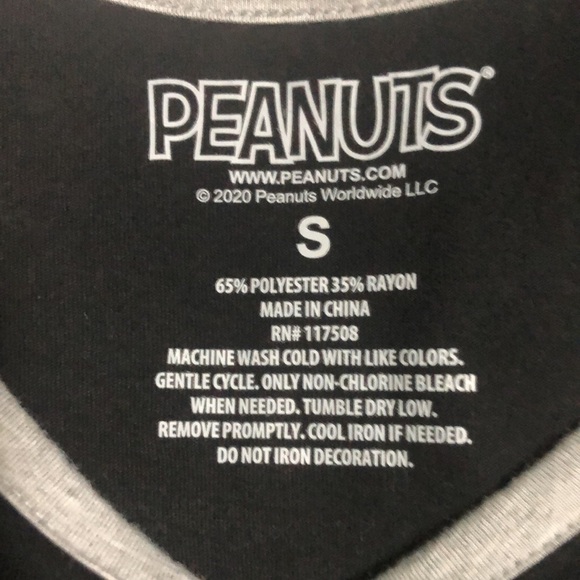 PEANUTS®
WWW.PEANUTS.COM
© 2020 Peanuts Worldwide LLC
S
65% POLYESTER 35% RAYON
MADE IN CHINA
RN# 117508
MACHINE WASH COLD WITH LIKE COLORS.
GENTLE CYCLE. ONLY NON-CHLORINE BLEACH
WHEN NEEDED. TUMBLE DRY LOW.
REMOVE PROMPTLY. COOL IRON IF NEEDED.
DO NOT IRON DECORATION.